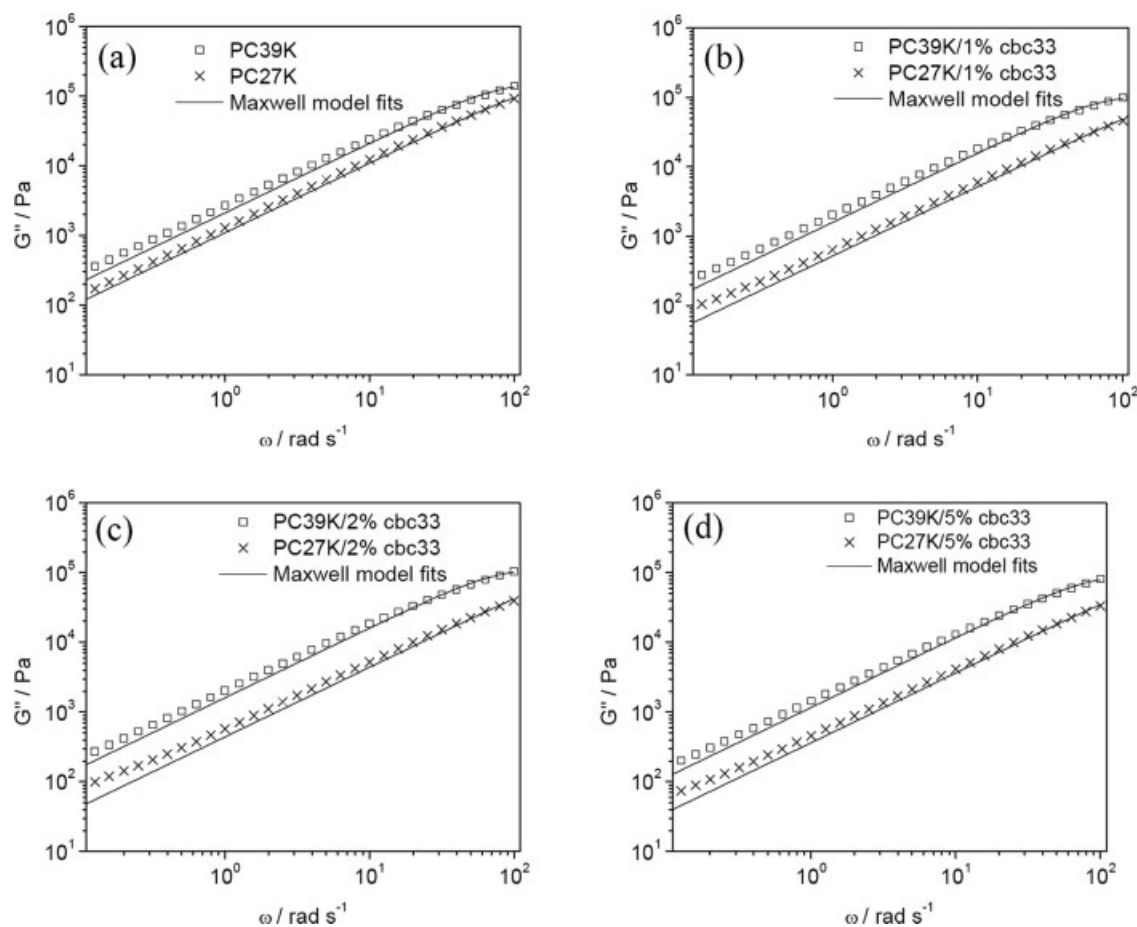 (a)
PC39K
PC27K
Maxwell model fits
10⁶
10⁵
10⁴
10³
10² 
10¹
G'' / Pa
10⁰ 10¹ 10²
ω / rad s⁻¹
(b)
PC39K/1% cbc33
PC27K/1% cbc33
Maxwell model fits
10⁶
10⁵
10⁴
10³
10²
10¹
G'' / Pa
10⁰ 10¹ 10²
ω / rad s⁻¹
(c)
PC39K/2% cbc33
PC27K/2% cbc33
Maxwell model fits
10⁶
10⁵
10⁴
10³
10²
10¹
G'' / Pa
10⁰ 10¹ 10²
ω / rad s⁻¹
(d)
PC39K/5% cbc33
PC27K/5% cbc33
Maxwell model fits
10⁶
10⁵
10⁴
10³
10²
10¹
G'' / Pa
10⁰ 10¹ 10²
ω / rad s⁻¹